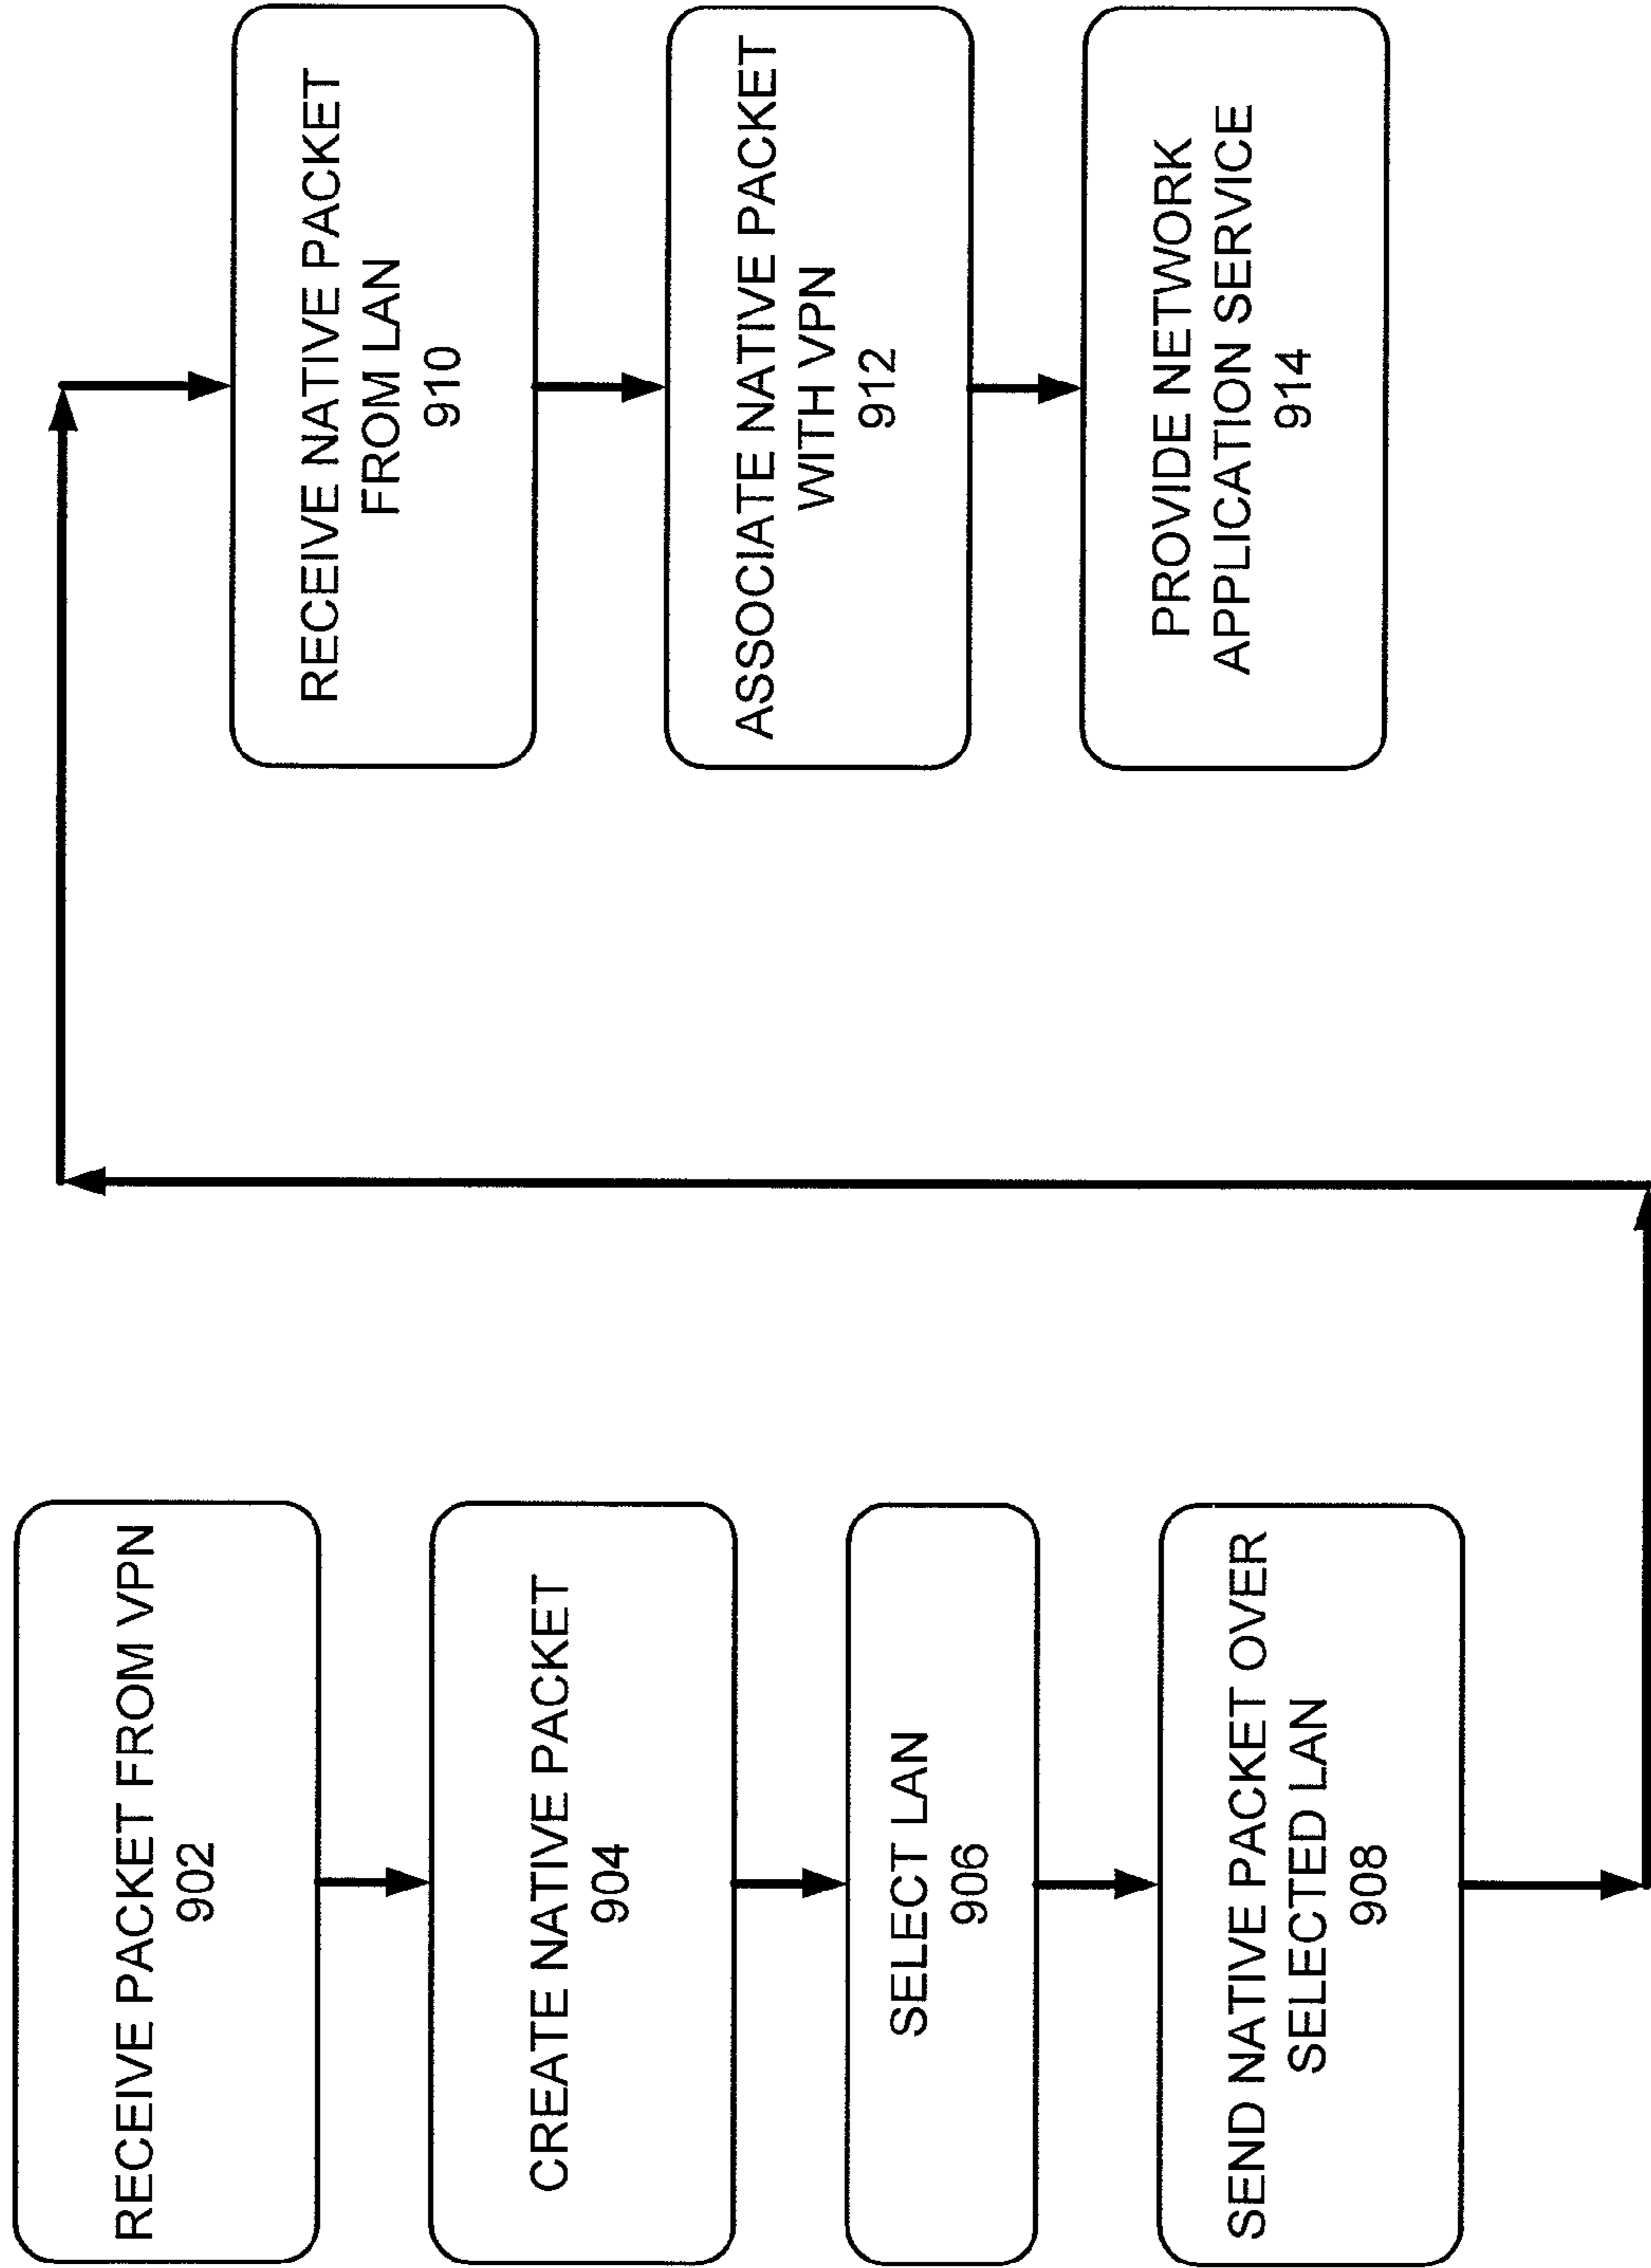 RECEIVE PACKET FROM VPN
902
CREATE NATIVE PACKET
904
SELECT LAN
906
SEND NATIVE PACKET OVER
SELECTED LAN
908
RECEIVE NATIVE PACKET
FROM LAN
910
ASSOCIATE NATIVE PACKET
WITH VPN
912
PROVIDE NETWORK
APPLICATION SERVICE
914